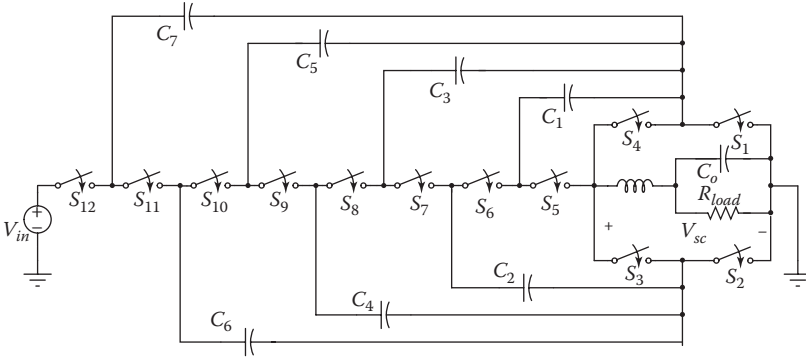 C7
C5
C3
C1
S4
S1
Co
Rload
S12
S11
S10
S9
S8
S7
S6
S5
Vin
+
−
+
Vsc
−
S3
S2
C2
C4
C6